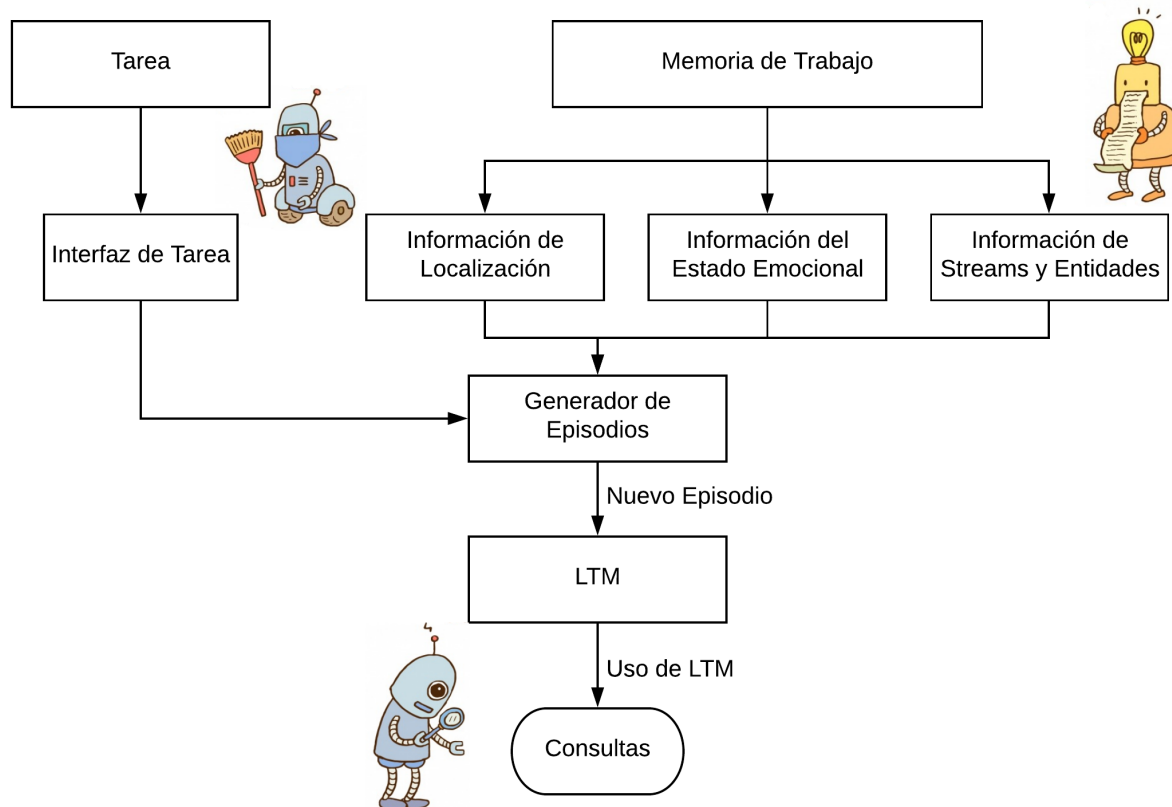 Tarea
Memoria de Trabajo
Interfaz de Tarea
Información de
Localización
Información del
Estado Emocional
Información de
Streams y Entidades
Generador de
Episodios
Nuevo Episodio
LTM
Uso de LTM
Consultas